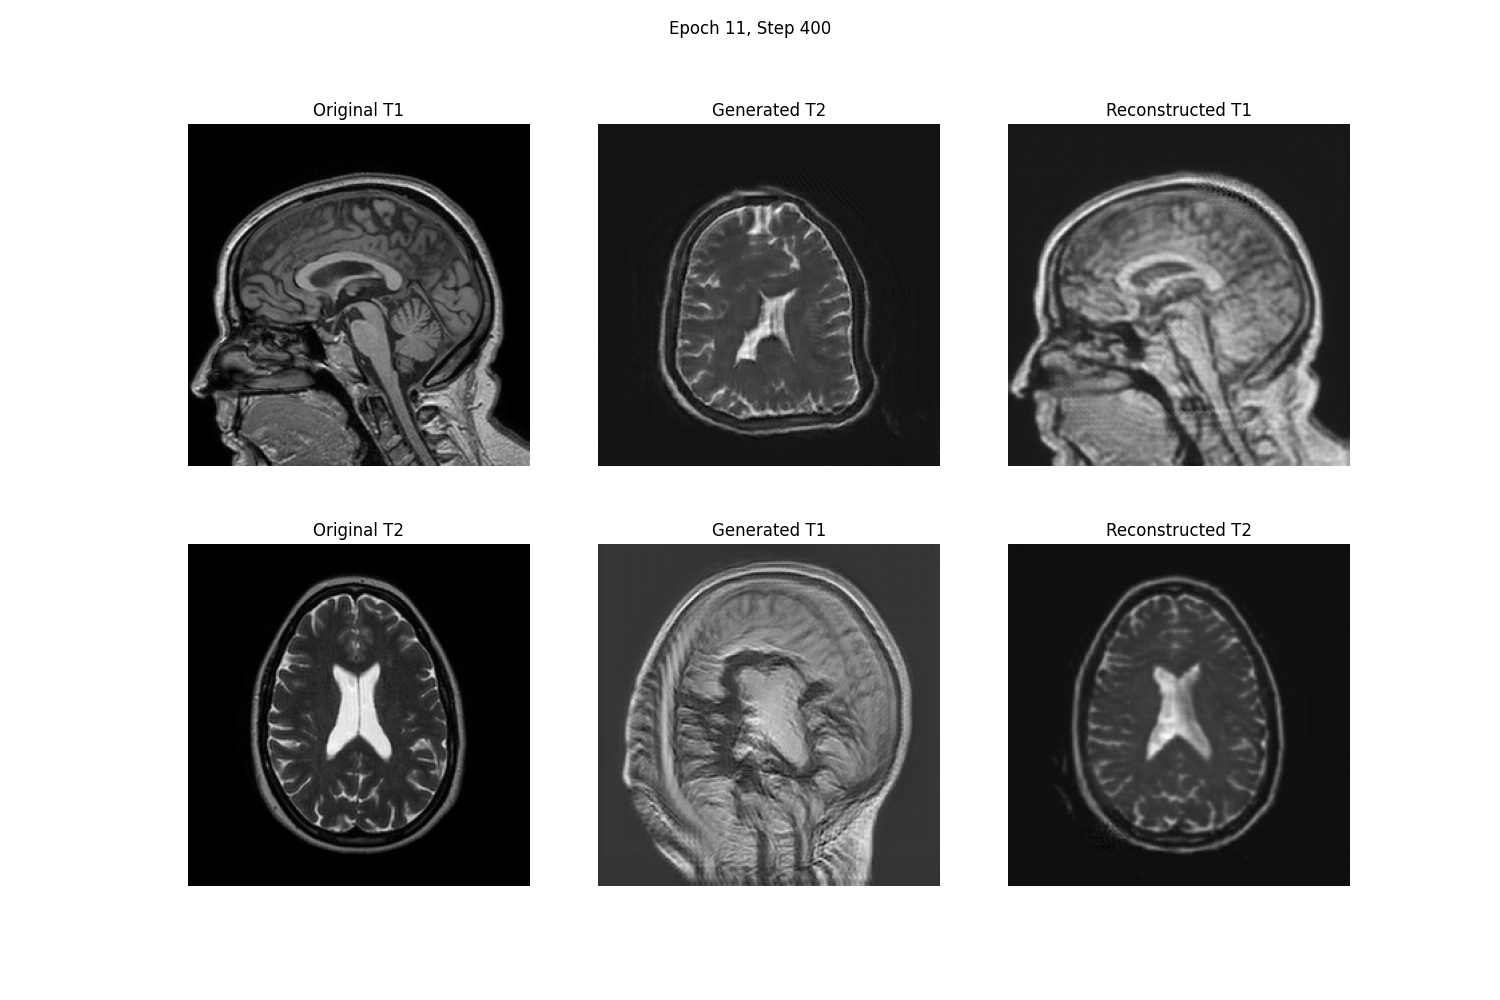 Epoch 11, Step 400
Original T1
Generated T2
Reconstructed T1
Original T2
Generated T1
Reconstructed T2